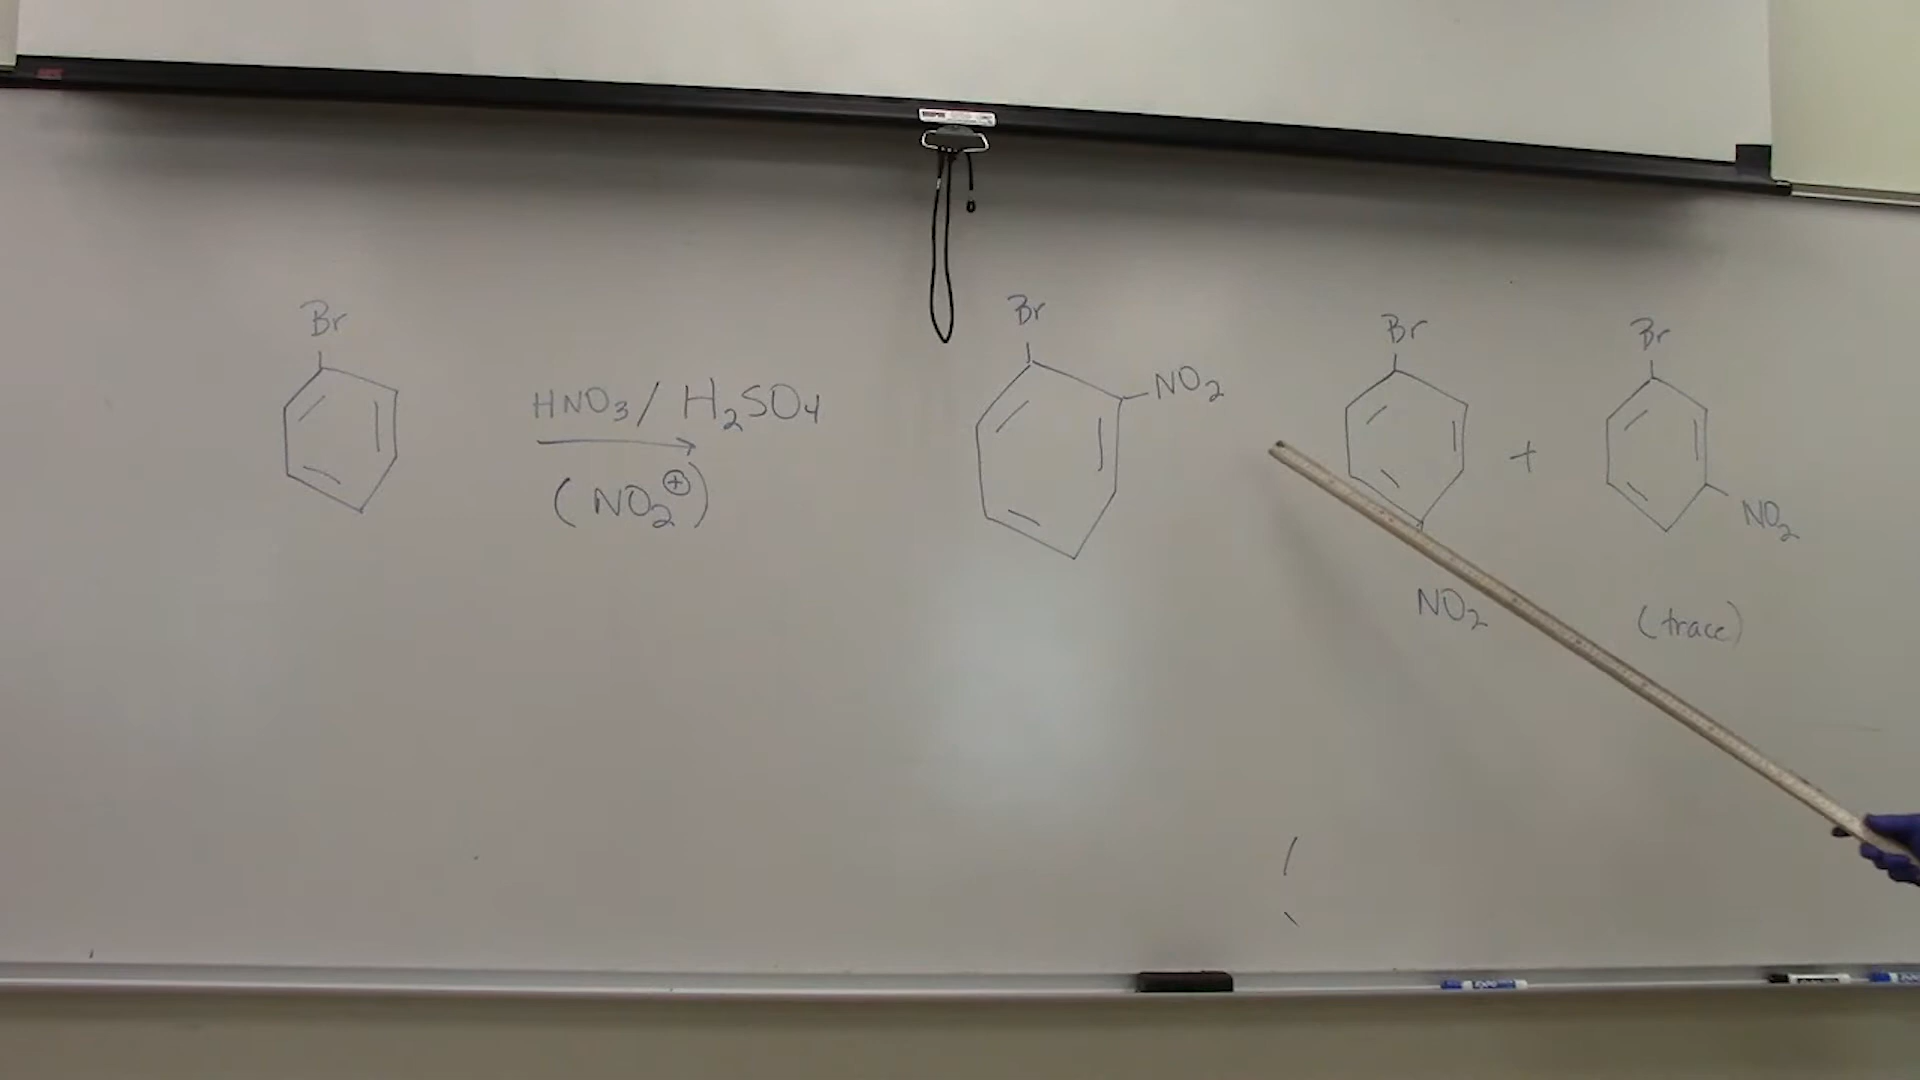 Br
HNO₃ / H₂SO₄
(NO₂⊕)
Br
NO₂
Br
NO₂
+
Br
NO₂
(trace)